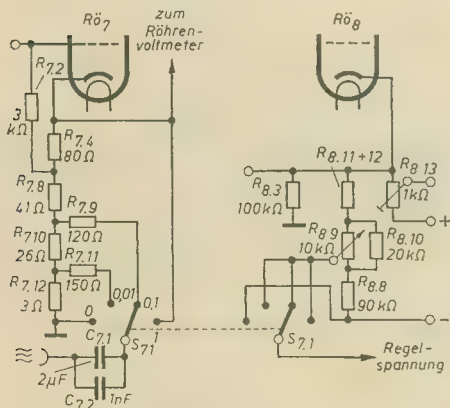 Rö7
zum
Röhren-
voltmeter
Rö8
R7.2
3
kΩ
R7.4
80Ω
R7.8
41Ω
R7.9
120Ω
R7.10
26Ω
R7.11
150Ω
R7.12
3Ω
0
0,01
0,1
1
C7.1
2µF
C7.2
1nF
S7.1
R8.3
100kΩ
R8.11+12
R8.13
1kΩ
+
R8.9
10kΩ
R8.10
20kΩ
R8.8
90kΩ
-
S7.1
Regel-
spannung